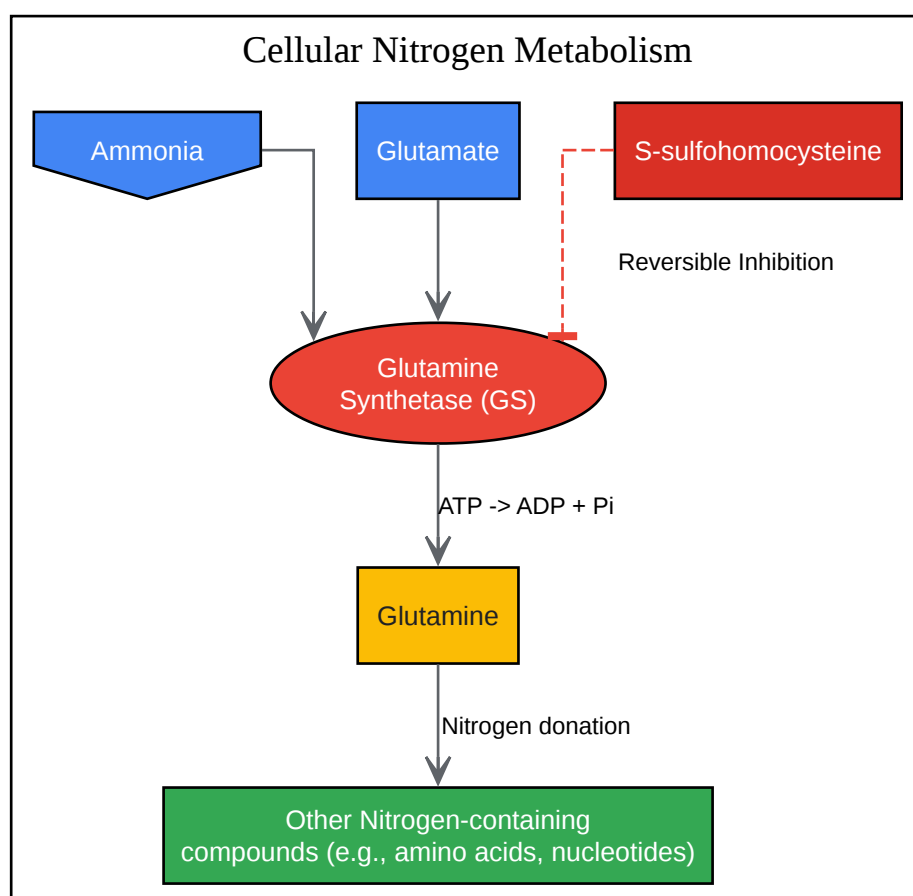 Cellular Nitrogen Metabolism
Ammonia
Glutamate
S-sulfohomocysteine
Reversible Inhibition
Glutamine
Synthetase (GS)
ATP -> ADP + Pi
Glutamine
Nitrogen donation
Other Nitrogen-containing
compounds (e.g., amino acids, nucleotides)